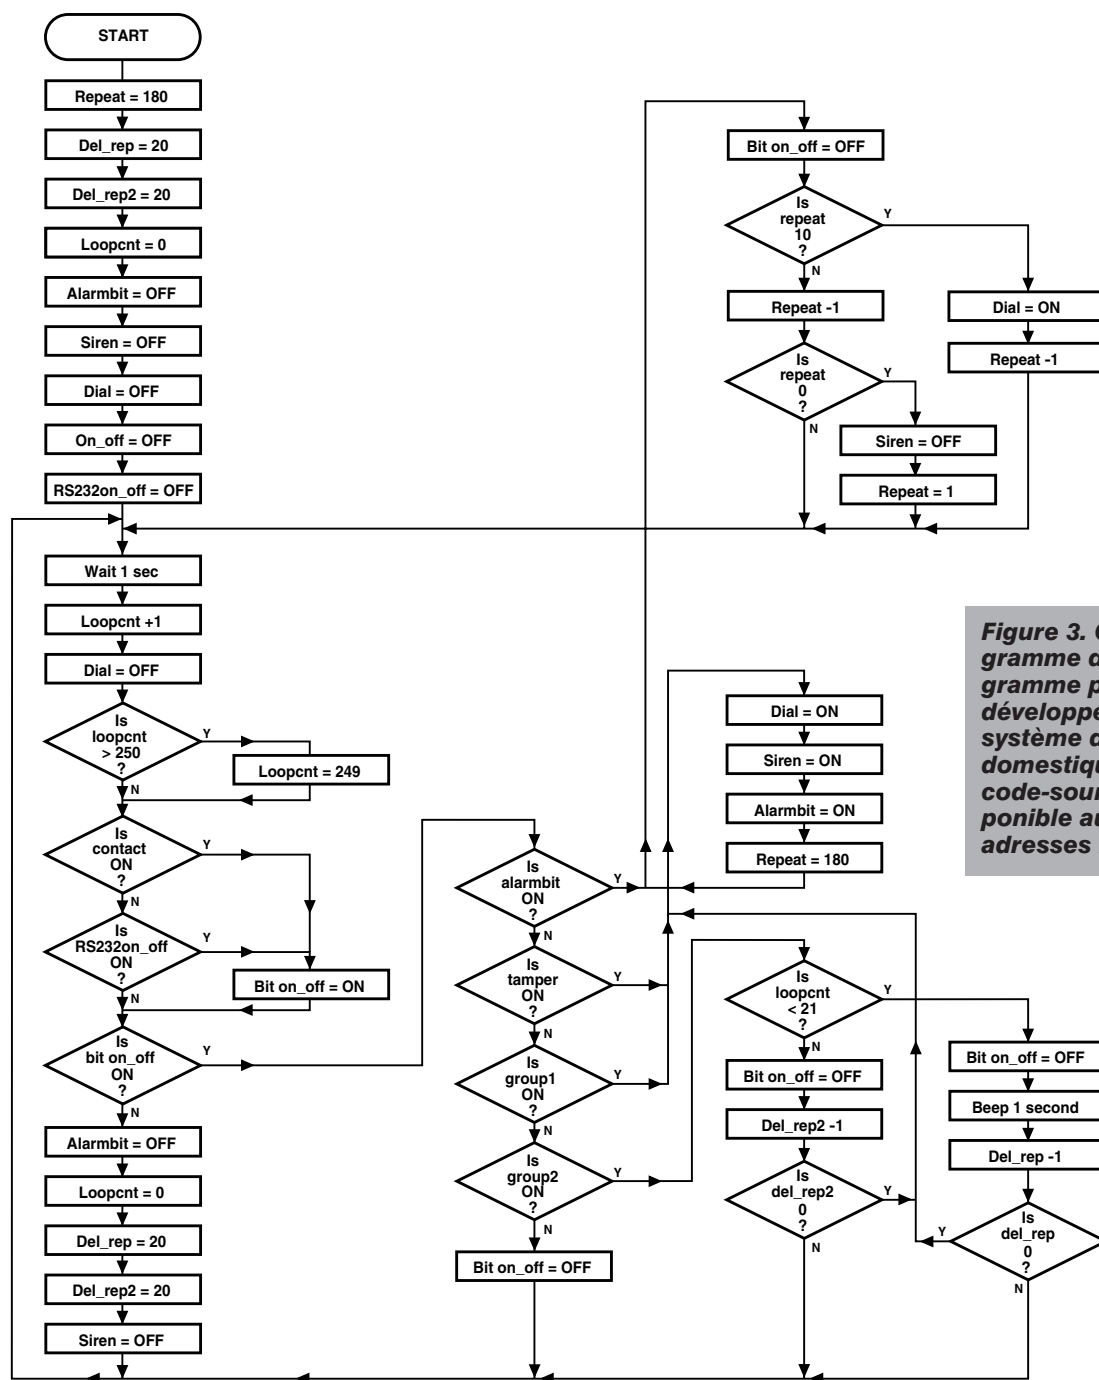 START
Repeat = 180
Del_rep = 20
Del_rep2 = 20
Loopcnt = 0
Alarmbit = OFF
Siren = OFF
Dial = OFF
On_off = OFF
RS232on_off = OFF
Wait 1 sec
Loopcnt +1
Dial = OFF
Is
loopcnt
> 250
?
Y
N
Loopcnt = 249
Is
contact
ON
?
Y
N
Is
RS232on_off
ON
?
Y
N
Bit on_off = ON
Is
bit on_off
ON
?
Y
N
Alarmbit = OFF
Loopcnt = 0
Del_rep = 20
Del_rep2 = 20
Siren = OFF
Is
alarmbit
ON
?
Y
N
Is
tamper
ON
?
Y
N
Is
group1
ON
?
Y
N
Is
group2
ON
?
Y
N
Bit on_off = OFF
Bit on_off = OFF
Is
repeat
10
?
Y
N
Repeat -1
Is
repeat
0
?
Y
N
Siren = OFF
Repeat = 1
Dial = ON
Repeat -1
Dial = ON
Siren = ON
Alarmbit = ON
Repeat = 180
Is
loopcnt
< 21
?
Y
N
Bit on_off = OFF
Del_rep2 -1
Is
del_rep2
0
?
Y
N
Bit on_off = OFF
Beep 1 second
Del_rep -1
Is
del_rep
0
?
Y
N
Figure 3.
gramme
gramme
système
code-sour
ponible
adresses